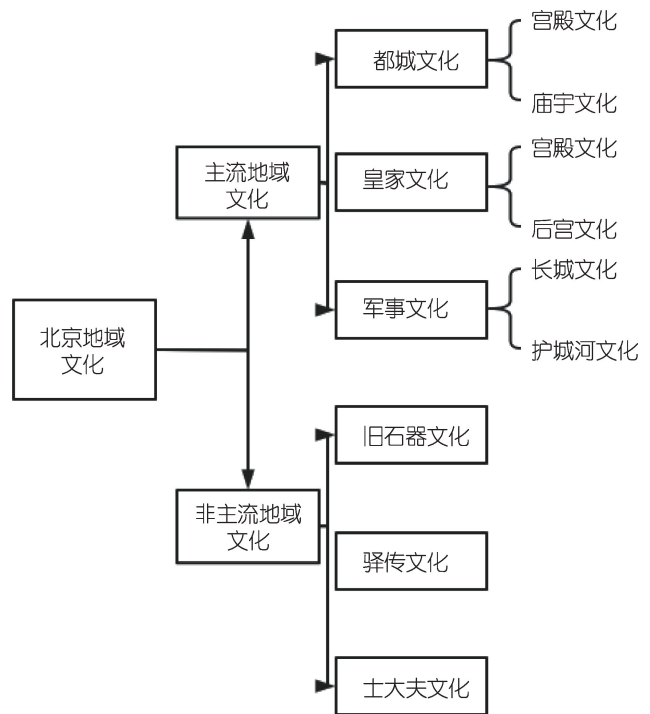 北京地域
文化
主流地域
文化
都城文化
宫殿文化
庙宇文化
皇家文化
宫殿文化
后宫文化
军事文化
长城文化
护城河文化
非主流地域
文化
旧石器文化
驿传文化
士大夫文化